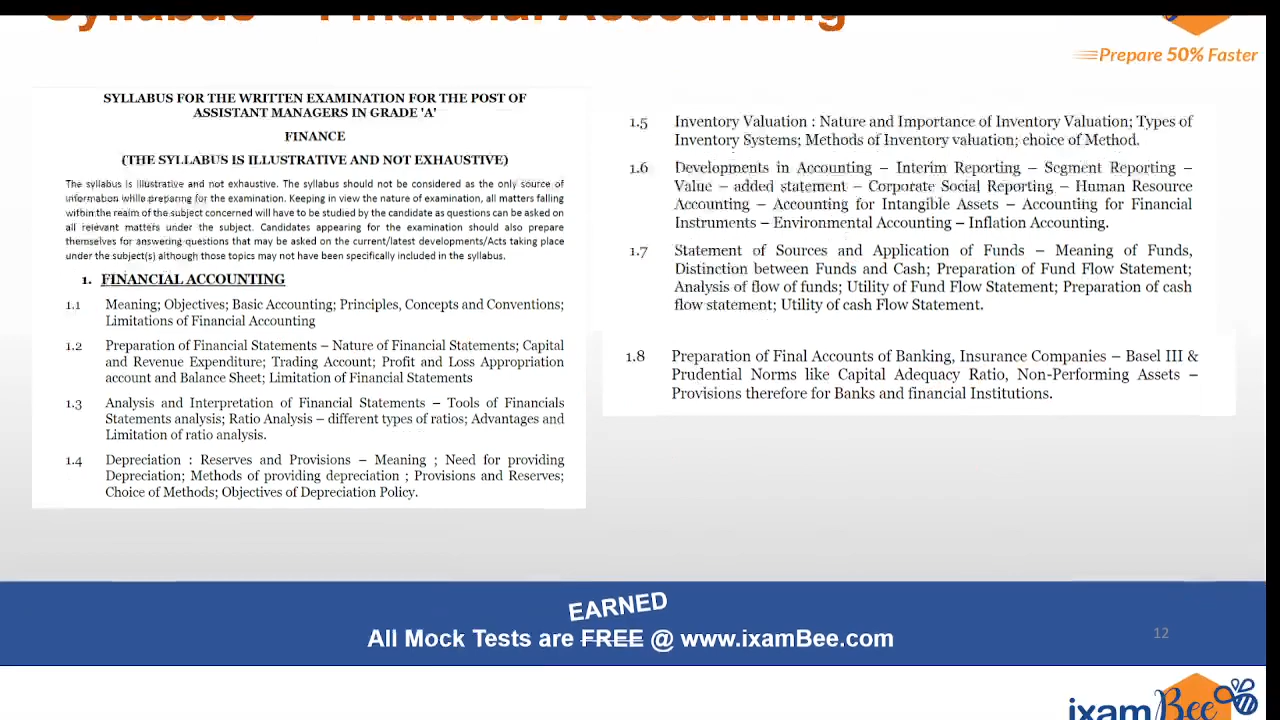 Syllabus – Financial Accounting
Prepare 50% Faster
SYLLABUS FOR THE WRITTEN EXAMINATION FOR THE POST OF
ASSISTANT MANAGERS IN GRADE 'A'
FINANCE
(THE SYLLABUS IS ILLUSTRATIVE AND NOT EXHAUSTIVE)
The syllabus is illustrative and not exhaustive. The syllabus should not be considered as the only source of
information while preparing for the examination. Keeping in view the nature of examination, all matters falling
within the realm of the subject concerned will have to be studied by the candidate as questions can be asked on
all relevant matters under the subject. Candidates appearing for the examination should also prepare
themselves for answering questions that may be asked on the current/latest developments/Acts taking place
under the subject(s) although those topics may not have been specifically included in the syllabus.
1. FINANCIAL ACCOUNTING
1.1 Meaning; Objectives; Basic Accounting; Principles, Concepts and Conventions;
Limitations of Financial Accounting
1.2 Preparation of Financial Statements – Nature of Financial Statements; Capital
and Revenue Expenditure; Trading Account; Profit and Loss Appropriation
account and Balance Sheet; Limitation of Financial Statements
1.3 Analysis and Interpretation of Financial Statements – Tools of Financials
Statements analysis; Ratio Analysis – different types of ratios; Advantages and
Limitation of ratio analysis.
1.4 Depreciation : Reserves and Provisions – Meaning ; Need for providing
Depreciation; Methods of providing depreciation ; Provisions and Reserves;
Choice of Methods; Objectives of Depreciation Policy.
1.5 Inventory Valuation : Nature and Importance of Inventory Valuation; Types of
Inventory Systems; Methods of Inventory valuation; choice of Method.
1.6 Developments in Accounting – Interim Reporting – Segment Reporting –
Value – added statement – Corporate Social Reporting – Human Resource
Accounting – Accounting for Intangible Assets – Accounting for Financial
Instruments – Environmental Accounting – Inflation Accounting.
1.7 Statement of Sources and Application of Funds – Meaning of Funds,
Distinction between Funds and Cash; Preparation of Fund Flow Statement;
Analysis of flow of funds; Utility of Fund Flow Statement; Preparation of cash
flow statement; Utility of cash Flow Statement.
1.8 Preparation of Final Accounts of Banking, Insurance Companies – Basel III &
Prudential Norms like Capital Adequacy Ratio, Non-Performing Assets –
Provisions therefore for Banks and financial Institutions.
EARNED
All Mock Tests are FREE @ www.ixamBee.com
12
ixamBee